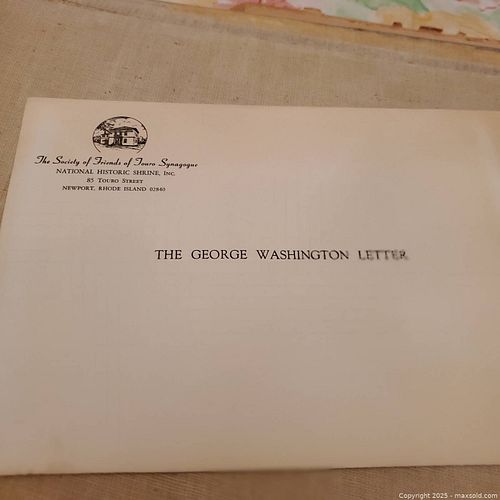 The Society of Friends of Touro Synagogue
NATIONAL HISTORIC SHRINE, INC.
85 TOURO STREET
NEWPORT, RHODE ISLAND 02840
THE GEORGE WASHINGTON LETTER
Copyright 2025 - maxsold.com